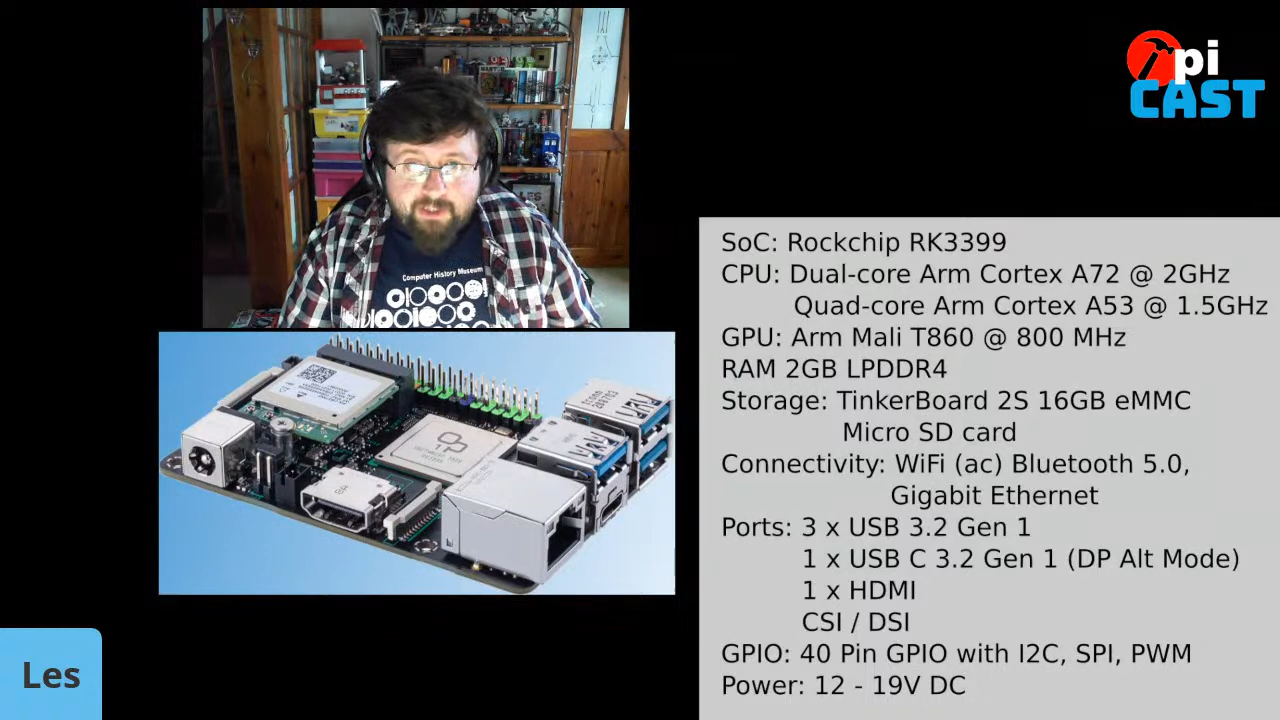 pi
CAST
Computer History Museum
LES
SoC: Rockchip RK3399
CPU: Dual-core Arm Cortex A72 @ 2GHz
Quad-core Arm Cortex A53 @ 1.5GHz
GPU: Arm Mali T860 @ 800 MHz
RAM 2GB LPDDR4
Storage: TinkerBoard 2S 16GB eMMC
Micro SD card
Connectivity: WiFi (ac) Bluetooth 5.0,
Gigabit Ethernet
Ports: 3 x USB 3.2 Gen 1
1 x USB C 3.2 Gen 1 (DP Alt Mode)
1 x HDMI
CSI / DSI
GPIO: 40 Pin GPIO with I2C, SPI, PWM
Power: 12 - 19V DC
Les